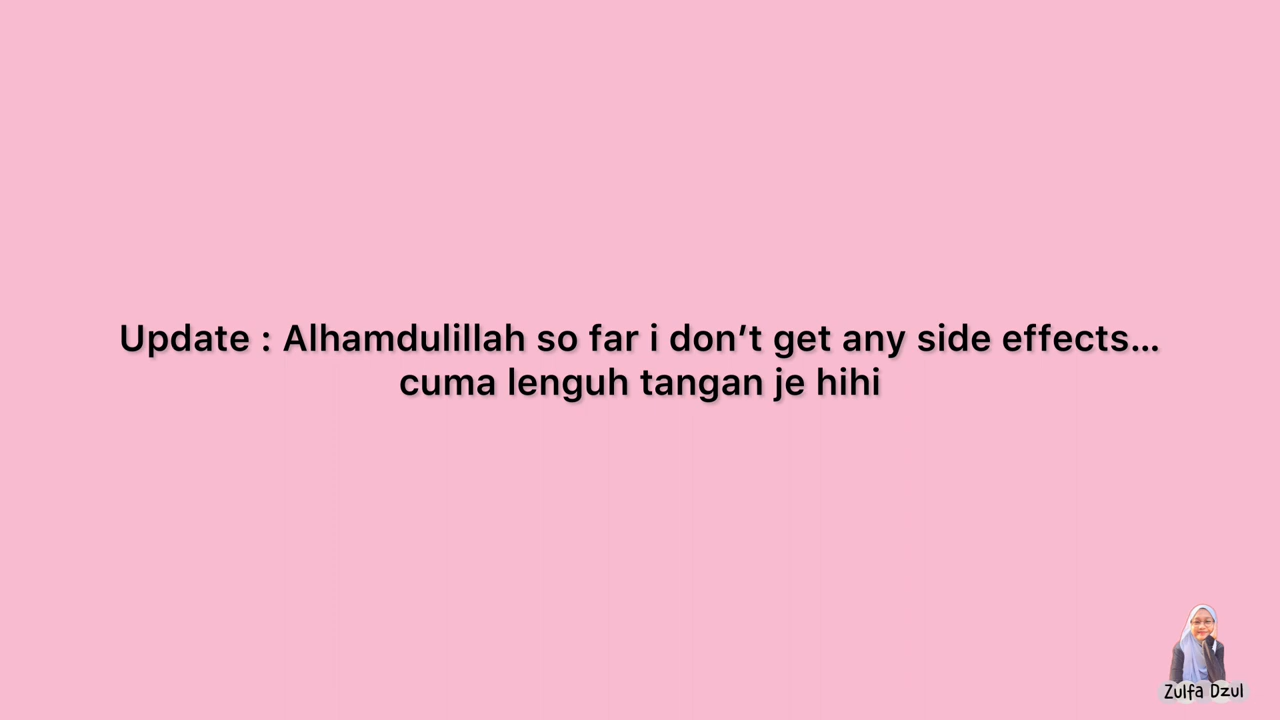 Update : Alhamdulillah so far i don’t get any side effects...
cuma lenguh tangan je hihi
Zulfa Dzul